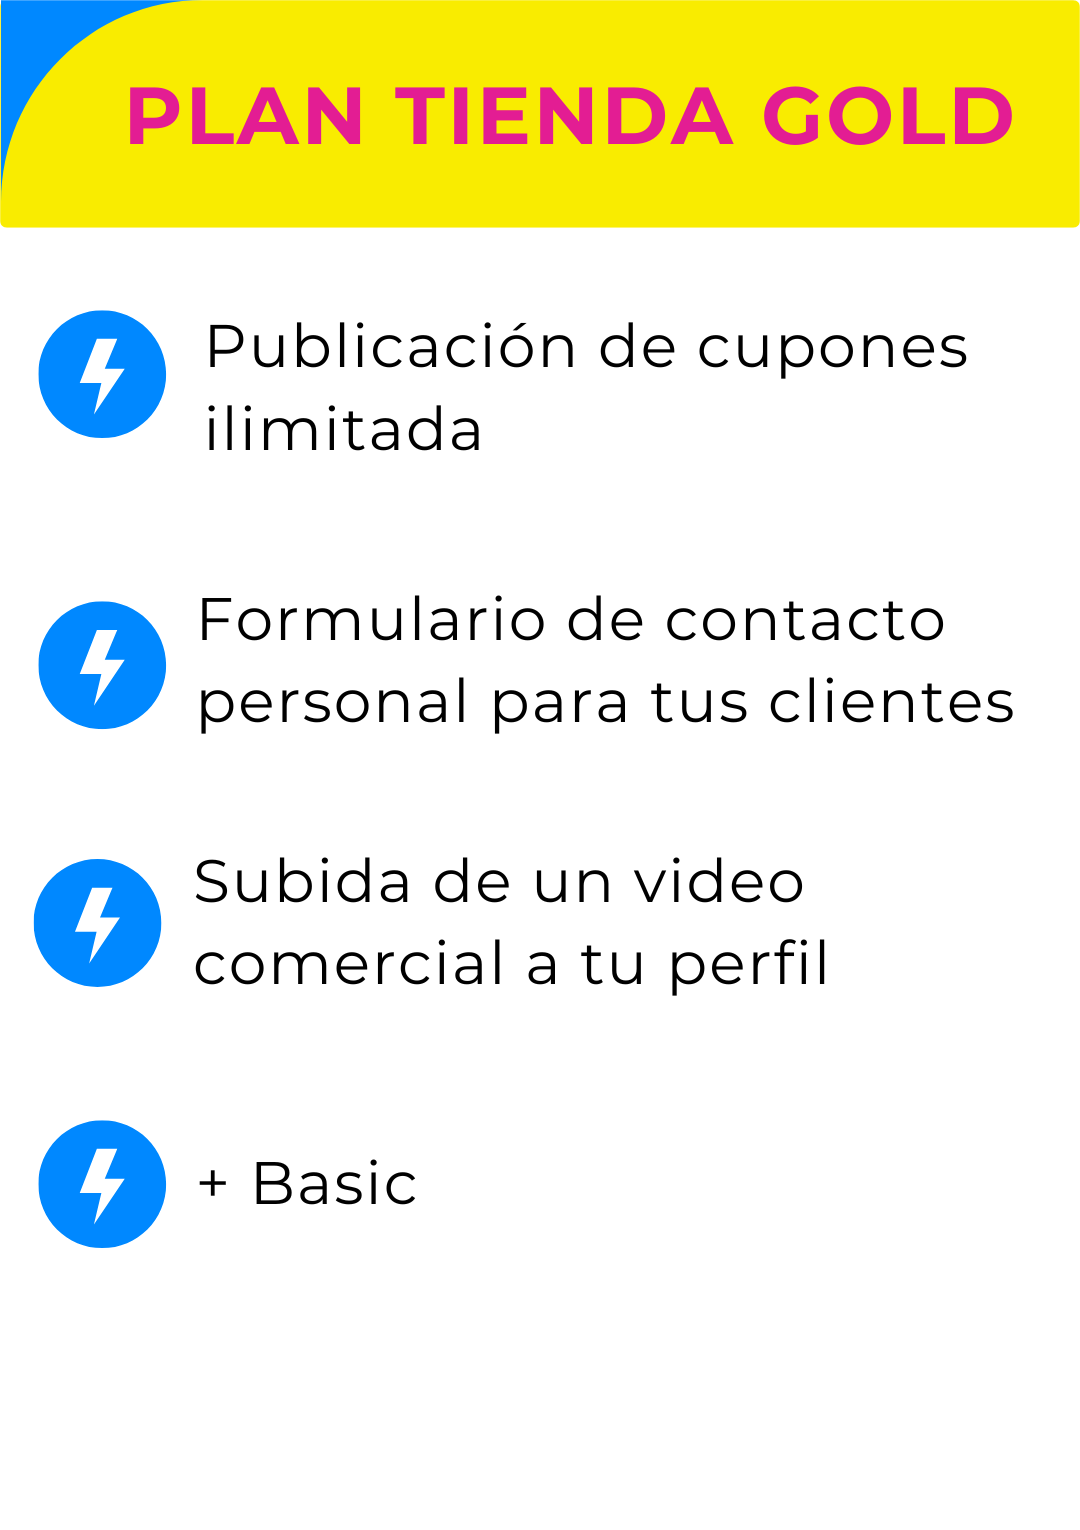 PLAN TIENDA GOLD
Publicación de cupones
ilimitada
Formulario de contacto
personal para tus clientes
Subida de un video
comercial a tu perfil
+ Basic